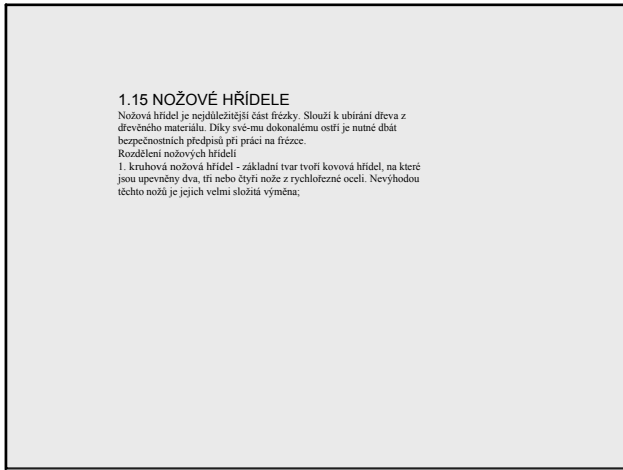 1.15 NOŽOVÉ HŘÍDELE
Nožová hřídel je nejdůležitější část frézky. Slouží k ubírání dřeva z
dřevěného materiálu. Díky své-mu dokonalému ostří je nutné dbát
bezpečnostních předpisů při práci na frézce.
Rozdělení nožových hřídelí
1. kruhová nožová hřídel - základní tvar tvoří kovová hřídel, na které
jsou upevněny dva, tři nebo čtyři nože z rychlořezné oceli. Nevýhodou
těchto nožů je jejich velmi složitá výměna;